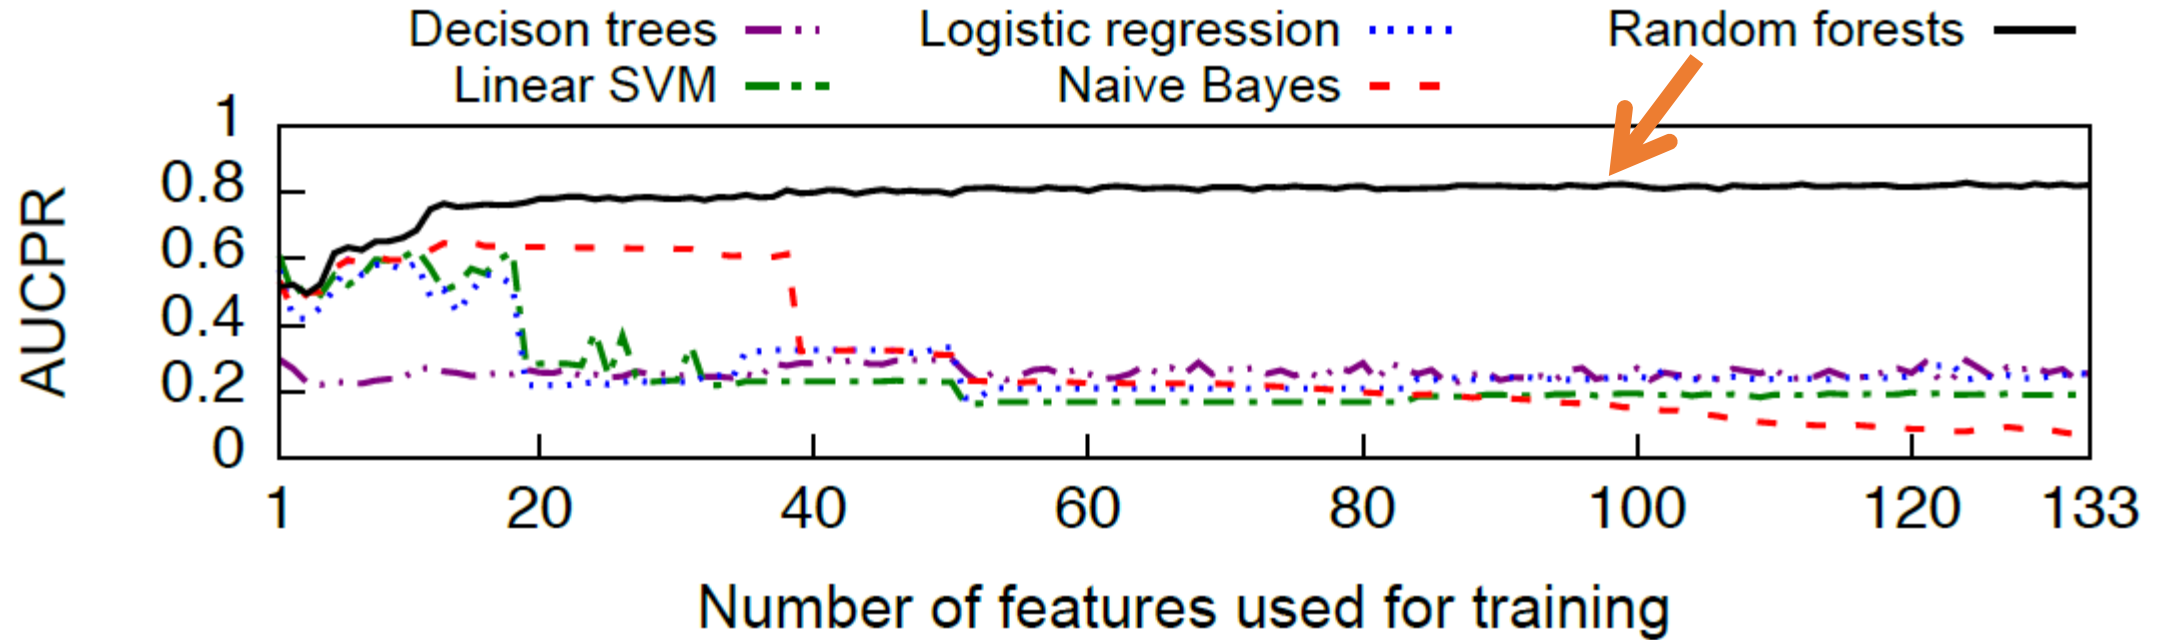 Decison trees Logistic regression Random forests
Linear SVM Naive Bayes
1
0.8
0.6
0.4
0.2
0
AUCPR
1 20 40 60 80 100 120 133
Number of features used for training